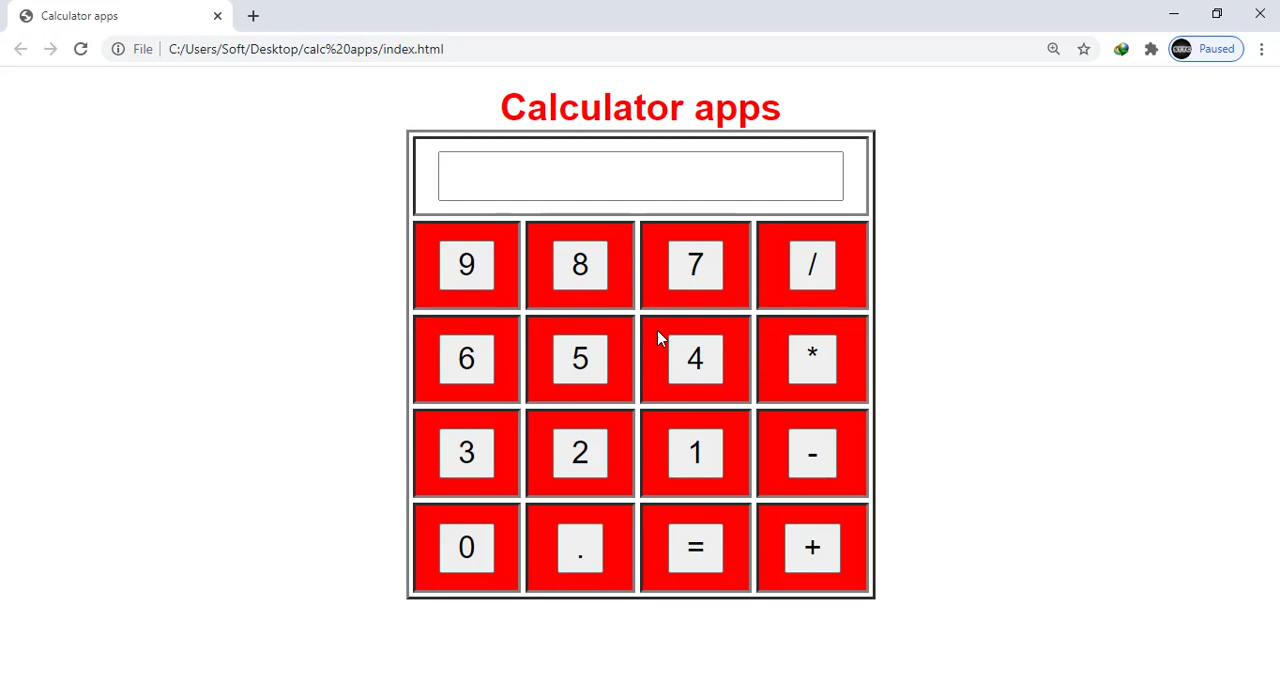 Calculator apps
File C:/Users/Soft/Desktop/calc%20apps/index.html Paused
Calculator apps
9 8 7 /
6 5 4 *
3 2 1 -
0 . = +